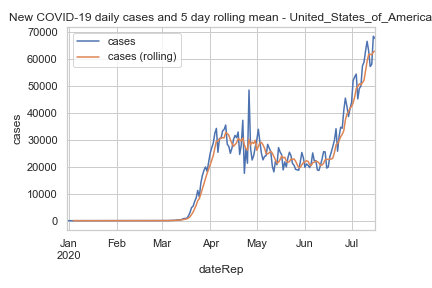 New COVID-19 daily cases and 5 day rolling mean - United_States_of_America
70000
60000
50000
40000
30000
20000
10000
0
cases
cases
cases (rolling)
Jan
2020
Feb
Mar
Apr
May
Jun
Jul
dateRep